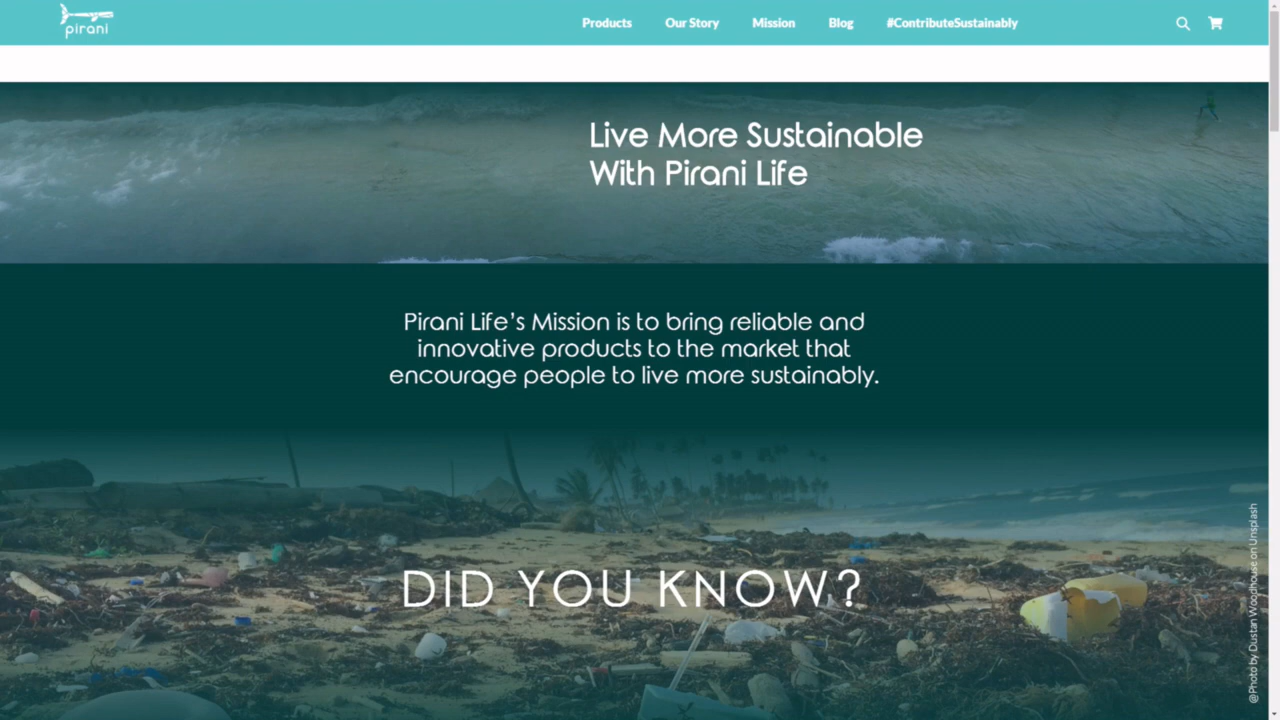 pirani
Products
Our Story
Mission
Blog
#ContributeSustainably
Live More Sustainable
With Pirani Life
Pirani Life's Mission is to bring reliable and
innovative products to the market that
encourage people to live more sustainably.
DID YOU KNOW?
@Photo by Dustan Woodhouse on Unsplash